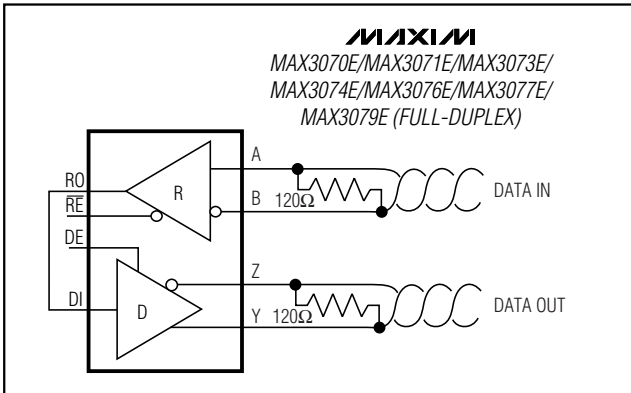 MAXIM
MAX3070E/MAX3071E/MAX3073E/
MAX3074E/MAX3076E/MAX3077E/
MAX3079E (FULL-DUPLEX)
A
RO
R
B
120Ω
DATA IN
RE
DE
Z
DI
D
Y
120Ω
DATA OUT